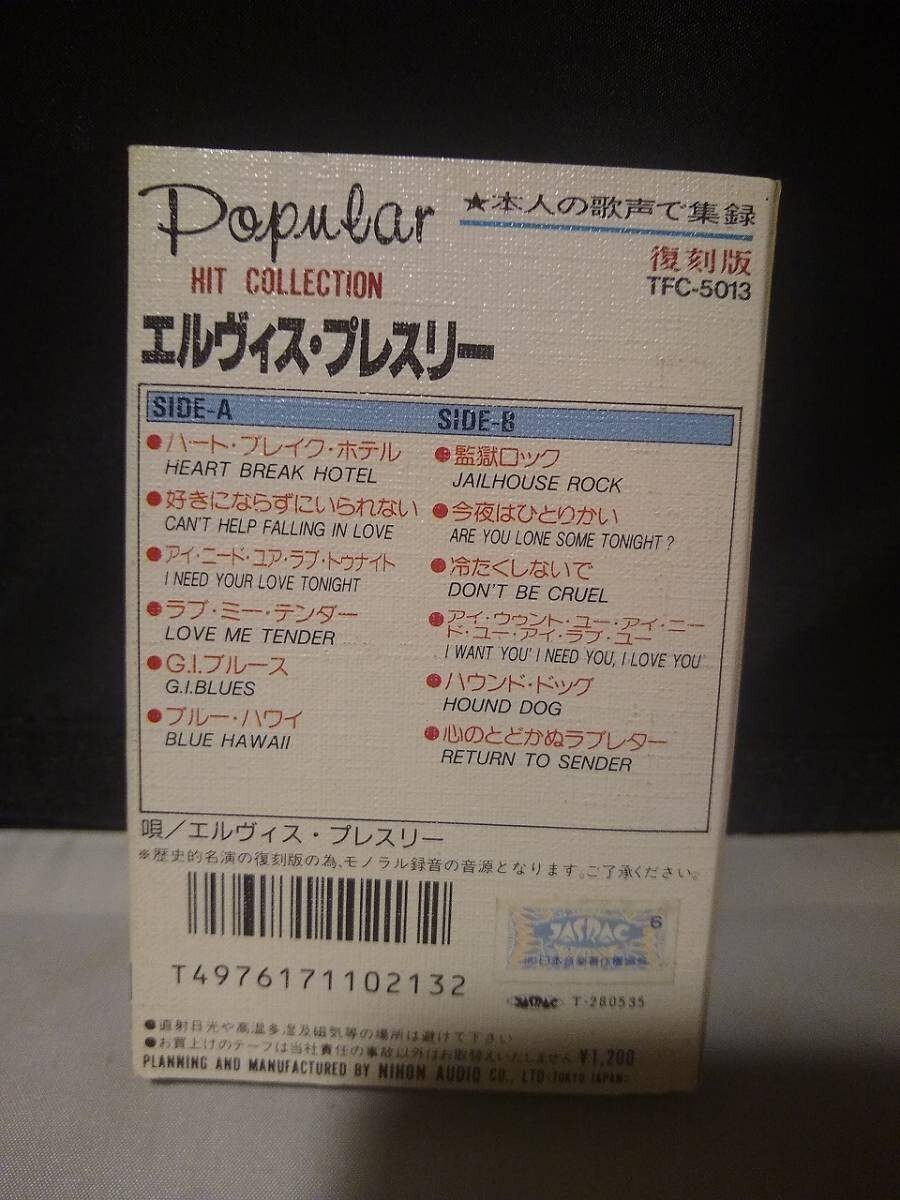 Popular
HIT COLLECTION
★本人の歌声で集録
復刻版
TFC-5013
エルヴィス・プレスリー
SIDE-A
●ハート・ブレイク・ホテル
HEART BREAK HOTEL
●好きにならずにいられない
CAN'T HELP FALLING IN LOVE
●アイ・ニード・ユア・ラブ・トゥナイト
I NEED YOUR LOVE TONIGHT
●ラブ・ミー・テンダー
LOVE ME TENDER
●G.I.ブルース
G.I.BLUES
●ブルー・ハワイ
BLUE HAWAII
SIDE-B
●監獄ロック
JAILHOUSE ROCK
●今夜はひとりかい
ARE YOU LONE SOME TONIGHT?
●冷たくしないで
DON'T BE CRUEL
●アイ・ウゥント・ユー・アイ・ニー
ド・ユー・アイ・ラブ・ユー
I WANT YOU' I NEED YOU, I LOVE YOU
●ハウンド・ドッグ
HOUND DOG
●心のとどかぬラブレター
RETURN TO SENDER
唄/エルヴィス・プレスリー
※歴史的名演の復刻版の為、モノラル録音の音源となります。ご了承ください。
T4976171102132
6
JASRAC
JASRAC T-280535
●直射日光や高温多湿及磁気等の場所は避けて下さい
●お買上げのテープは当社責任の事故以外はお取替えいたしません ¥1,200
PLANNING AND MANUFACTURED BY NIHON AUDIO CO., LTD<TOKYO JAPAN>